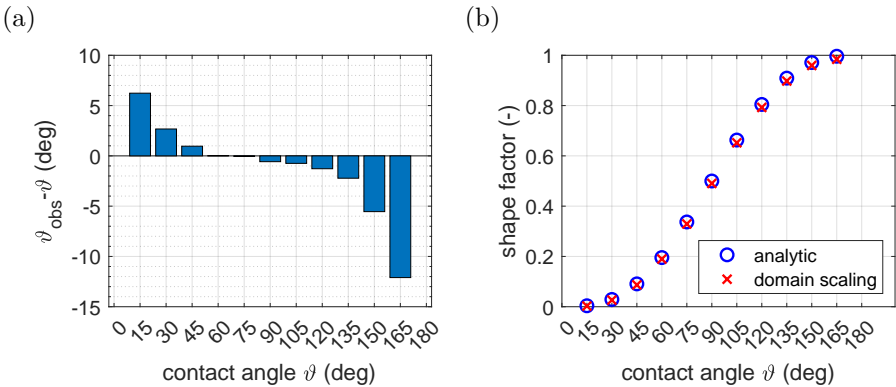 (a)
10
5
0
-5
-10
-15
ϑobs-ϑ (deg)
0 15 30 45 60 75 90 105 120 135 150 165 180
contact angle ϑ (deg)
(b)
1
0.8
0.6
0.4
0.2
0
shape factor (-)
analytic
domain scaling
0 15 30 45 60 75 90 105 120 135 150 165 180
contact angle ϑ (deg)